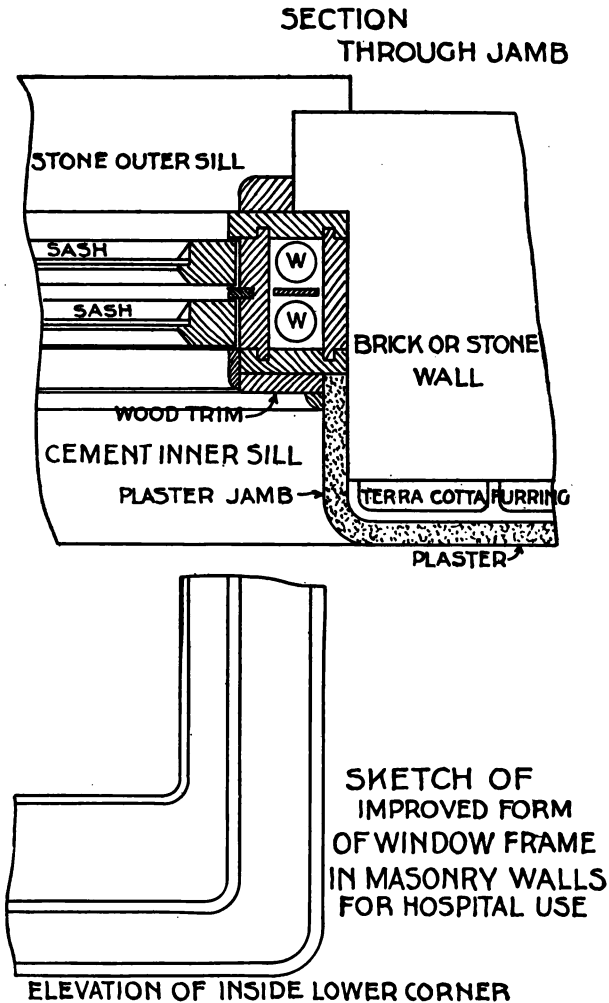 SECTION
THROUGH JAMB
STONE OUTER SILL
SASH
W
SASH
W
BRICK OR STONE
WALL
WOOD TRIM
CEMENT INNER SILL
PLASTER JAMB
TERRA COTTA FURRING
PLASTER
SKETCH OF
IMPROVED FORM
OF WINDOW FRAME
IN MASONRY WALLS
FOR HOSPITAL USE
ELEVATION OF INSIDE LOWER CORNER